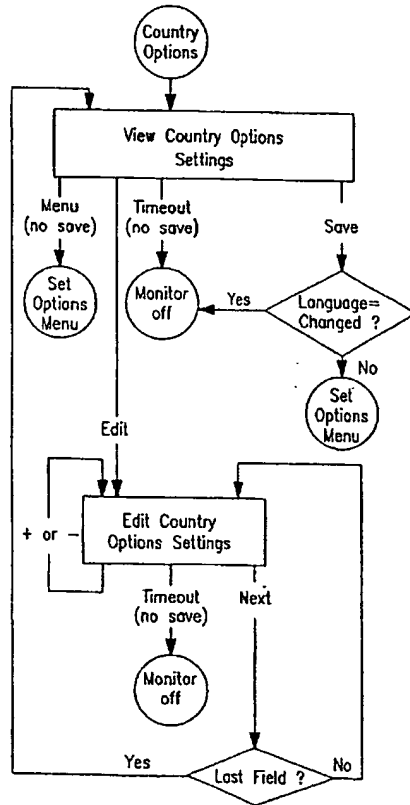 Country
Options
View Country Options
Settings
Menu
(no save)
Timeout
(no save)
Save
Set
Options
Menu
Monitor
off
Yes
Language=
Changed ?
No
Set
Options
Menu
Edit
+ or -
Edit Country
Options Settings
Timeout
(no save)
Next
Monitor
off
Yes
Last Field ?
No